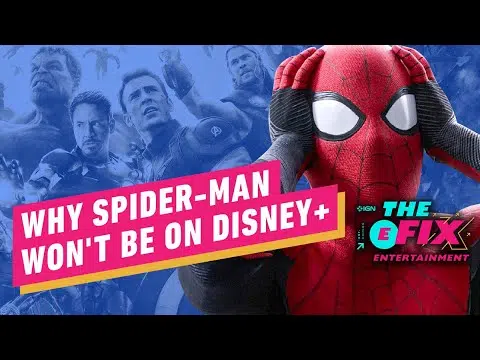 WHY SPIDER-MAN
WON'T BE ON DISNEY+
IGN
THE
E FIX
ENTERTAINMENT